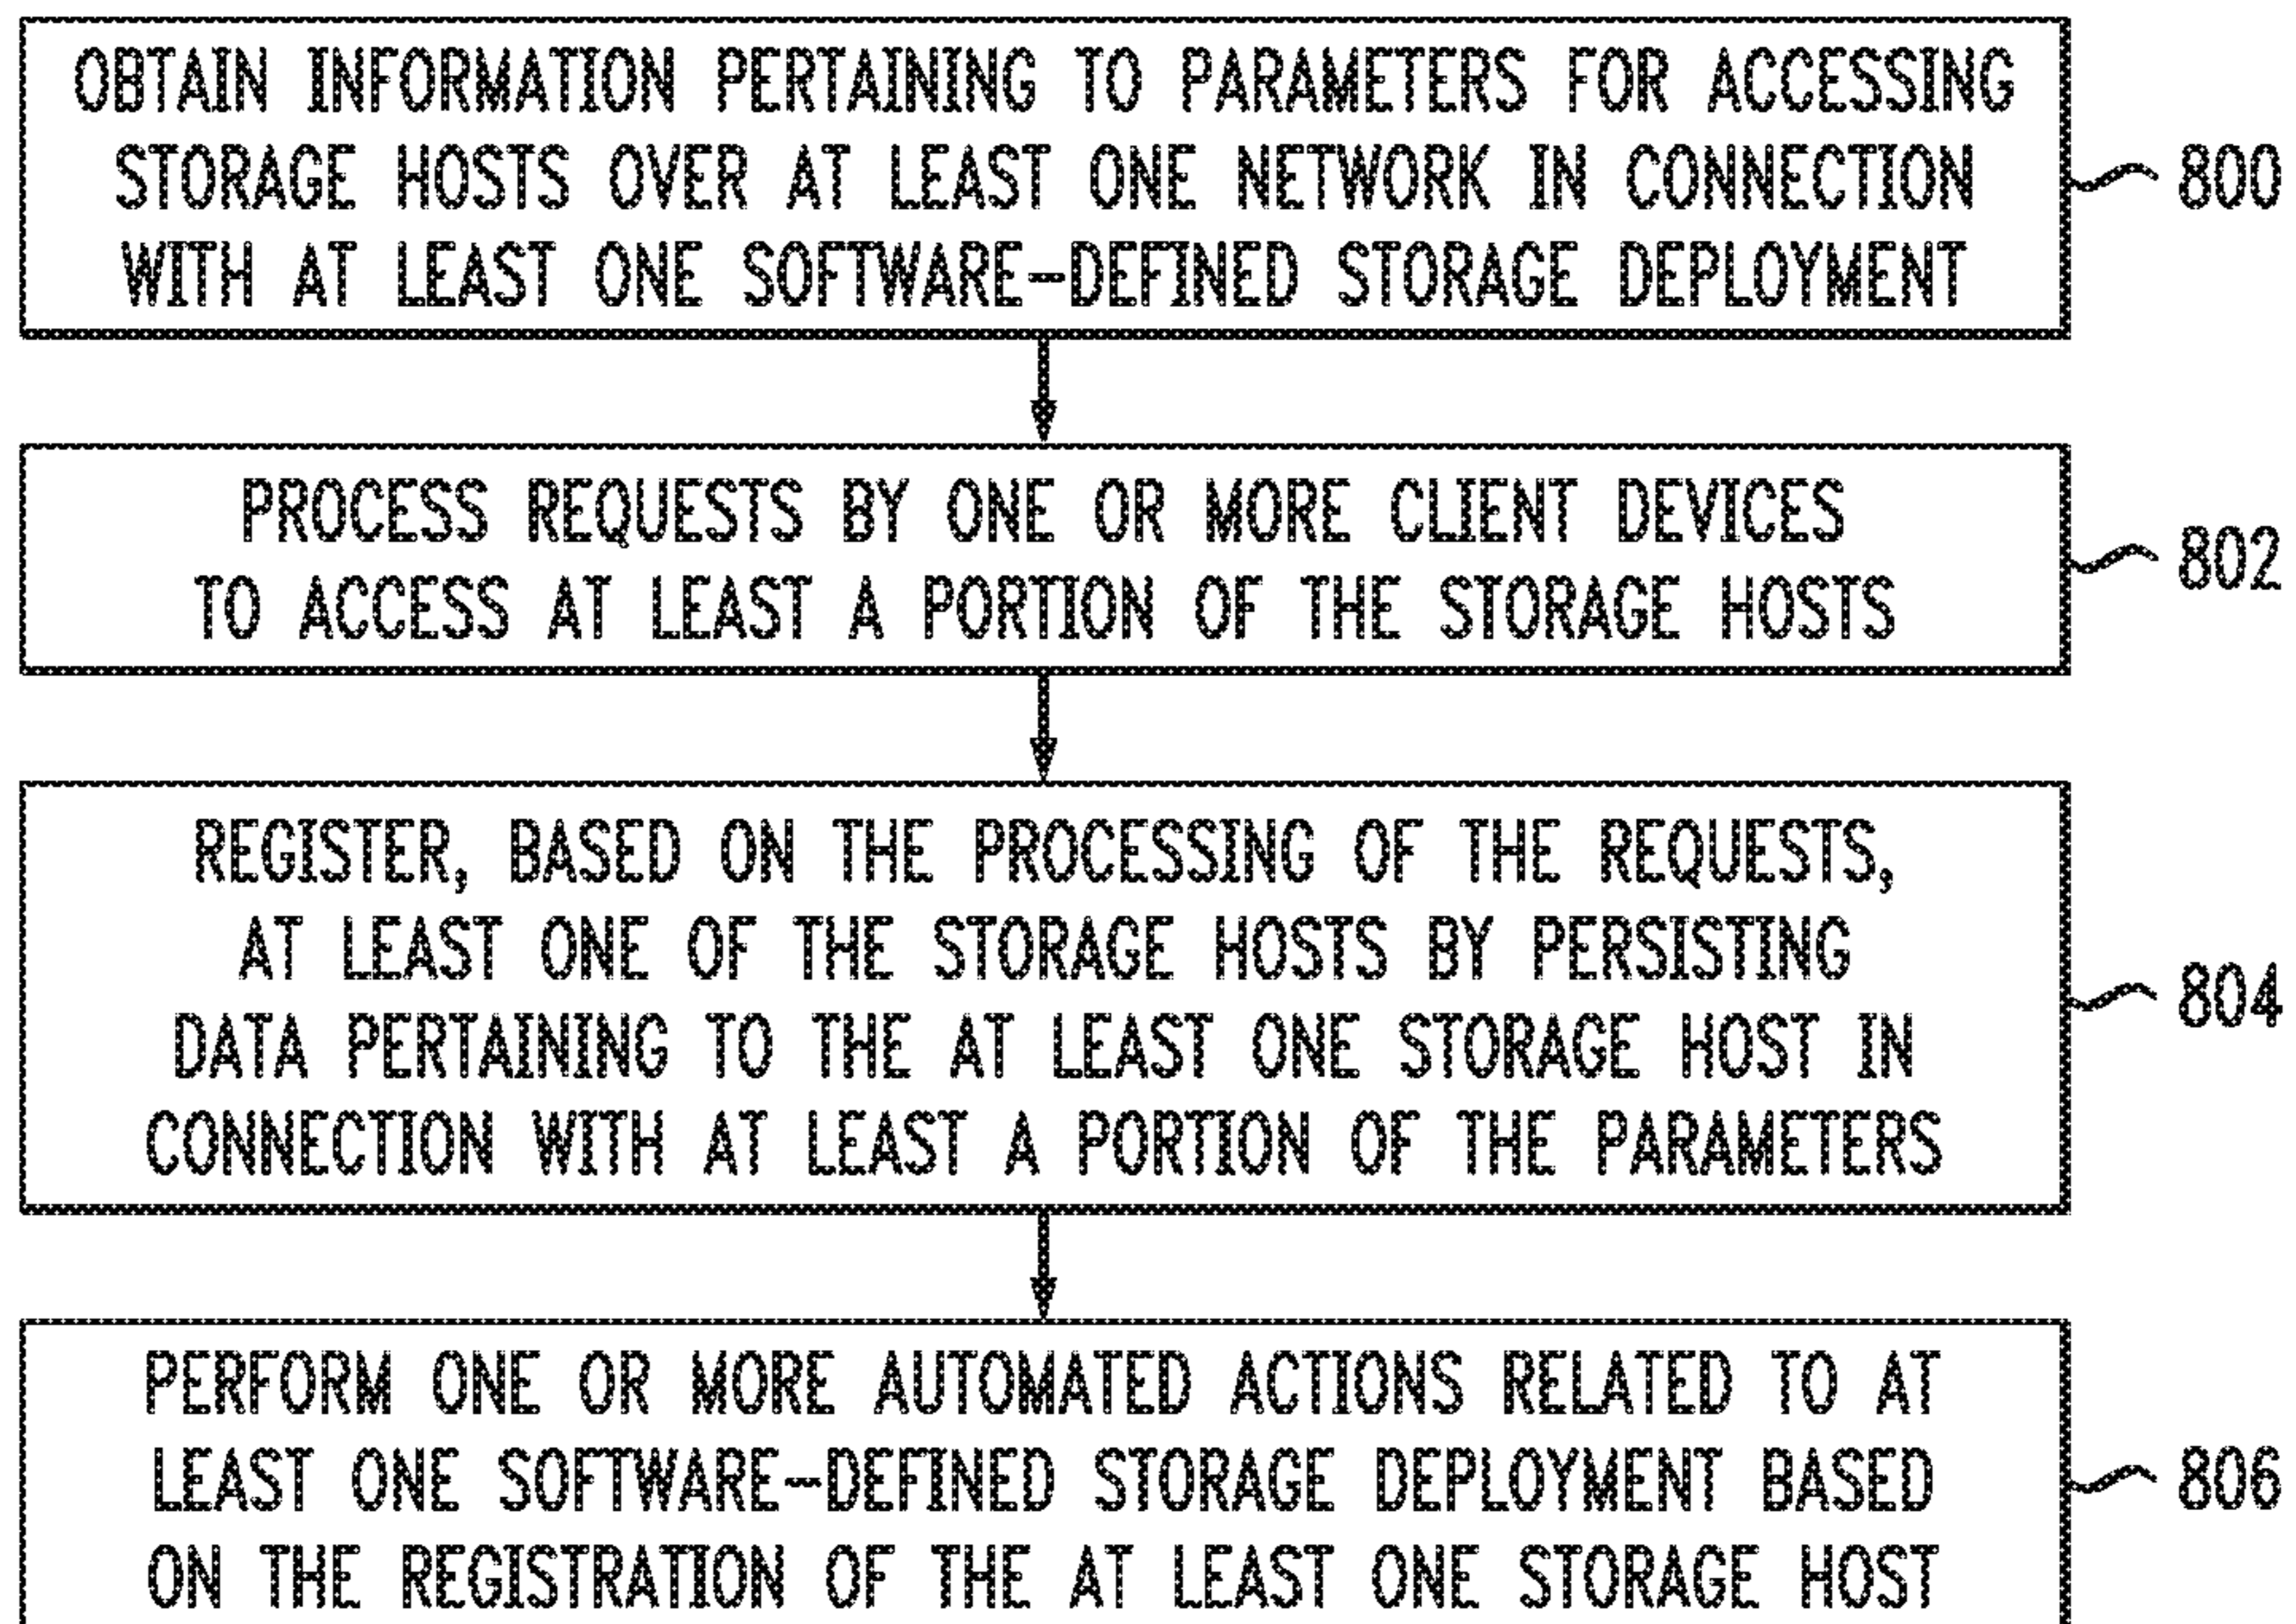 OBTAIN INFORMATION PERTAINING TO PARAMETERS FOR ACCESSING
STORAGE HOSTS OVER AT LEAST ONE NETWORK IN CONNECTION
WITH AT LEAST ONE SOFTWARE-DEFINED STORAGE DEPLOYMENT
800
PROCESS REQUESTS BY ONE OR MORE CLIENT DEVICES
TO ACCESS AT LEAST A PORTION OF THE STORAGE HOSTS
802
REGISTER, BASED ON THE PROCESSING OF THE REQUESTS,
AT LEAST ONE OF THE STORAGE HOSTS BY PERSISTING
DATA PERTAINING TO THE AT LEAST ONE STORAGE HOST IN
CONNECTION WITH AT LEAST A PORTION OF THE PARAMETERS
804
PERFORM ONE OR MORE AUTOMATED ACTIONS RELATED TO AT
LEAST ONE SOFTWARE-DEFINED STORAGE DEPLOYMENT BASED
ON THE REGISTRATION OF THE AT LEAST ONE STORAGE HOST
806